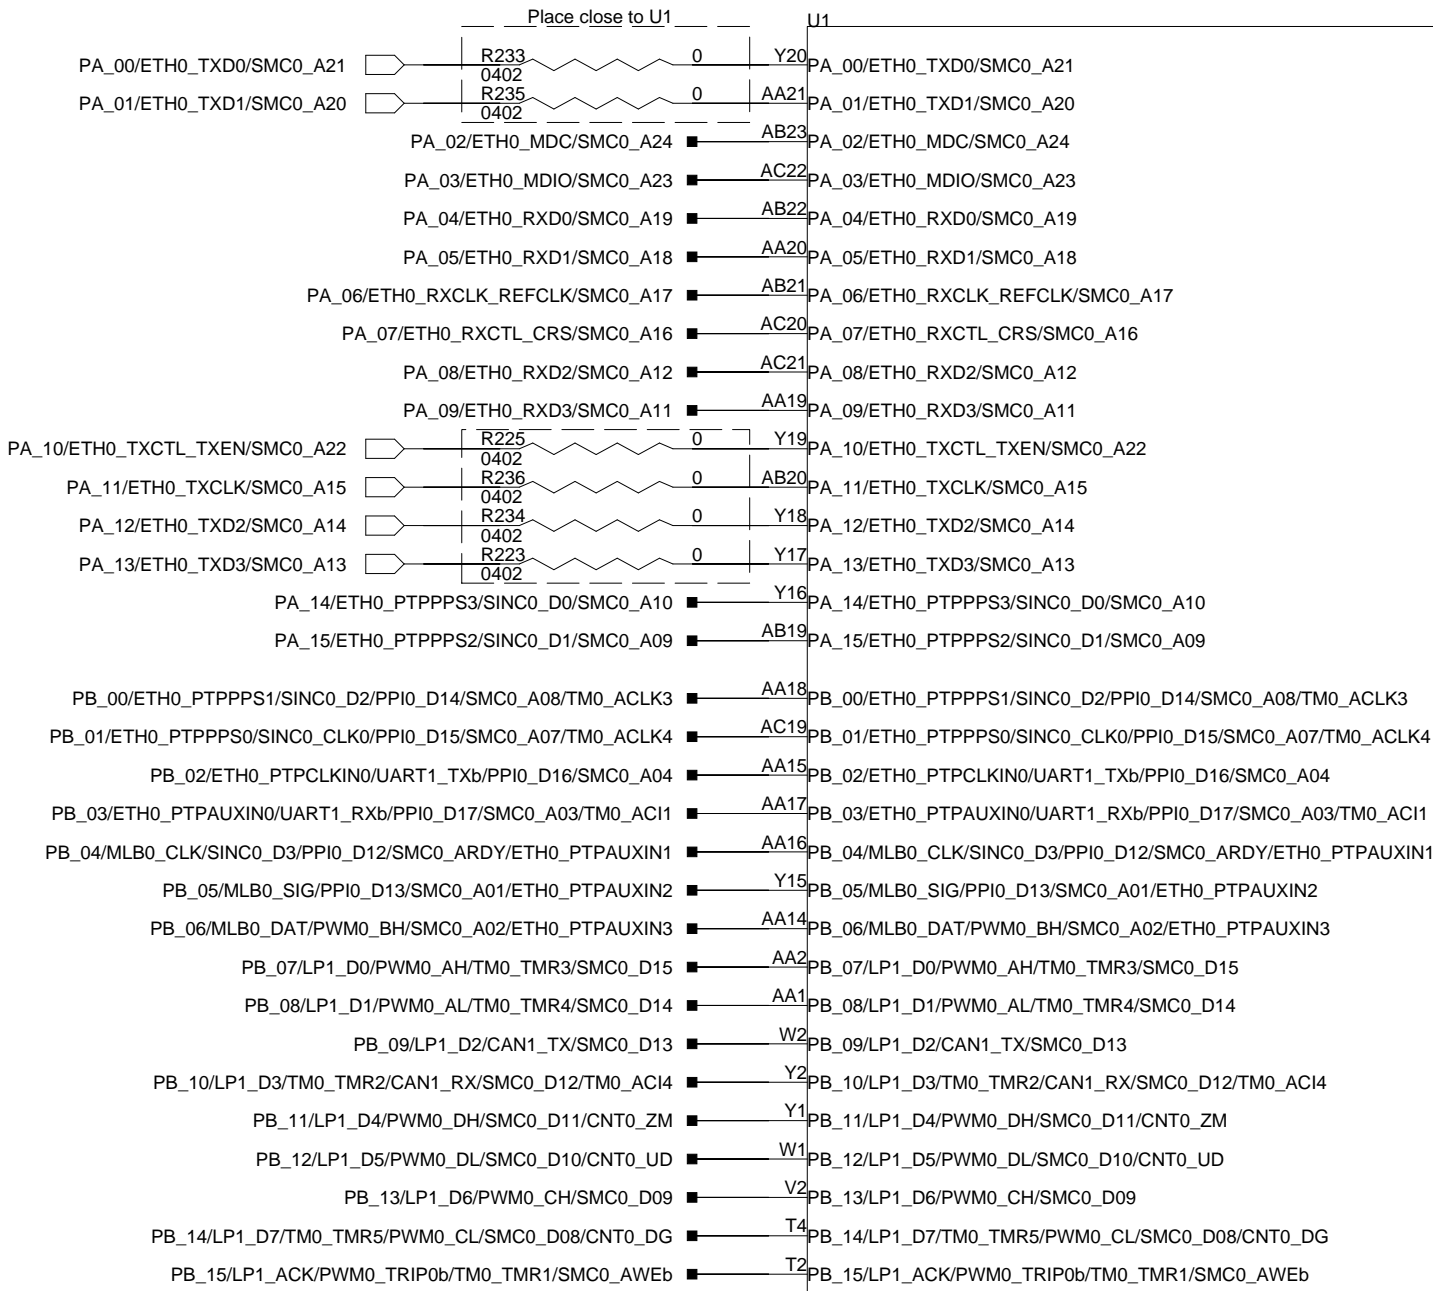 Place close to U1
U1
PA_00/ETH0_TXD0/SMC0_A21 R233 0 Y20 PA_00/ETH0_TXD0/SMC0_A21
0402
PA_01/ETH0_TXD1/SMC0_A20 R235 0 AA21 PA_01/ETH0_TXD1/SMC0_A20
0402
PA_02/ETH0_MDC/SMC0_A24 AB23 PA_02/ETH0_MDC/SMC0_A24
PA_03/ETH0_MDIO/SMC0_A23 AC22 PA_03/ETH0_MDIO/SMC0_A23
PA_04/ETH0_RXD0/SMC0_A19 AB22 PA_04/ETH0_RXD0/SMC0_A19
PA_05/ETH0_RXD1/SMC0_A18 AA20 PA_05/ETH0_RXD1/SMC0_A18
PA_06/ETH0_RXCLK_REFCLK/SMC0_A17 AB21 PA_06/ETH0_RXCLK_REFCLK/SMC0_A17
PA_07/ETH0_RXCTL_CRS/SMC0_A16 AC20 PA_07/ETH0_RXCTL_CRS/SMC0_A16
PA_08/ETH0_RXD2/SMC0_A12 AC21 PA_08/ETH0_RXD2/SMC0_A12
PA_09/ETH0_RXD3/SMC0_A11 AA19 PA_09/ETH0_RXD3/SMC0_A11
PA_10/ETH0_TXCTL_TXEN/SMC0_A22 R225 0 Y19 PA_10/ETH0_TXCTL_TXEN/SMC0_A22
0402
PA_11/ETH0_TXCLK/SMC0_A15 R236 0 AB20 PA_11/ETH0_TXCLK/SMC0_A15
0402
PA_12/ETH0_TXD2/SMC0_A14 R234 0 Y18 PA_12/ETH0_TXD2/SMC0_A14
0402
PA_13/ETH0_TXD3/SMC0_A13 R223 0 Y17 PA_13/ETH0_TXD3/SMC0_A13
0402
PA_14/ETH0_PTPPPS3/SINC0_D0/SMC0_A10 Y16 PA_14/ETH0_PTPPPS3/SINC0_D0/SMC0_A10
PA_15/ETH0_PTPPPS2/SINC0_D1/SMC0_A09 AB19 PA_15/ETH0_PTPPPS2/SINC0_D1/SMC0_A09
PB_00/ETH0_PTPPPS1/SINC0_D2/PPI0_D14/SMC0_A08/TM0_ACLK3 AA18 PB_00/ETH0_PTPPPS1/SINC0_D2/PPI0_D14/SMC0_A08/TM0_ACLK3
PB_01/ETH0_PTPPPS0/SINC0_CLK0/PPI0_D15/SMC0_A07/TM0_ACLK4 AC19 PB_01/ETH0_PTPPPS0/SINC0_CLK0/PPI0_D15/SMC0_A07/TM0_ACLK4
PB_02/ETH0_PTPCLKIN0/UART1_TXb/PPI0_D16/SMC0_A04 AA15 PB_02/ETH0_PTPCLKIN0/UART1_TXb/PPI0_D16/SMC0_A04
PB_03/ETH0_PTPAUXIN0/UART1_RXb/PPI0_D17/SMC0_A03/TM0_ACI1 AA17 PB_03/ETH0_PTPAUXIN0/UART1_RXb/PPI0_D17/SMC0_A03/TM0_ACI1
PB_04/MLB0_CLK/SINC0_D3/PPI0_D12/SMC0_ARDY/ETH0_PTPAUXIN1 AA16 PB_04/MLB0_CLK/SINC0_D3/PPI0_D12/SMC0_ARDY/ETH0_PTPAUXIN1
PB_05/MLB0_SIG/PPI0_D13/SMC0_A01/ETH0_PTPAUXIN2 Y15 PB_05/MLB0_SIG/PPI0_D13/SMC0_A01/ETH0_PTPAUXIN2
PB_06/MLB0_DAT/PWM0_BH/SMC0_A02/ETH0_PTPAUXIN3 AA14 PB_06/MLB0_DAT/PWM0_BH/SMC0_A02/ETH0_PTPAUXIN3
PB_07/LP1_D0/PWM0_AH/TM0_TMR3/SMC0_D15 AA2 PB_07/LP1_D0/PWM0_AH/TM0_TMR3/SMC0_D15
PB_08/LP1_D1/PWM0_AL/TM0_TMR4/SMC0_D14 AA1 PB_08/LP1_D1/PWM0_AL/TM0_TMR4/SMC0_D14
PB_09/LP1_D2/CAN1_TX/SMC0_D13 W2 PB_09/LP1_D2/CAN1_TX/SMC0_D13
PB_10/LP1_D3/TM0_TMR2/CAN1_RX/SMC0_D12/TM0_ACI4 Y2 PB_10/LP1_D3/TM0_TMR2/CAN1_RX/SMC0_D12/TM0_ACI4
PB_11/LP1_D4/PWM0_DH/SMC0_D11/CNT0_ZM Y1 PB_11/LP1_D4/PWM0_DH/SMC0_D11/CNT0_ZM
PB_12/LP1_D5/PWM0_DL/SMC0_D10/CNT0_UD W1 PB_12/LP1_D5/PWM0_DL/SMC0_D10/CNT0_UD
PB_13/LP1_D6/PWM0_CH/SMC0_D09 V2 PB_13/LP1_D6/PWM0_CH/SMC0_D09
PB_14/LP1_D7/TM0_TMR5/PWM0_CL/SMC0_D08/CNT0_DG T4 PB_14/LP1_D7/TM0_TMR5/PWM0_CL/SMC0_D08/CNT0_DG
PB_15/LP1_ACK/PWM0_TRIP0b/TM0_TMR1/SMC0_AWEb T2 PB_15/LP1_ACK/PWM0_TRIP0b/TM0_TMR1/SMC0_AWEb